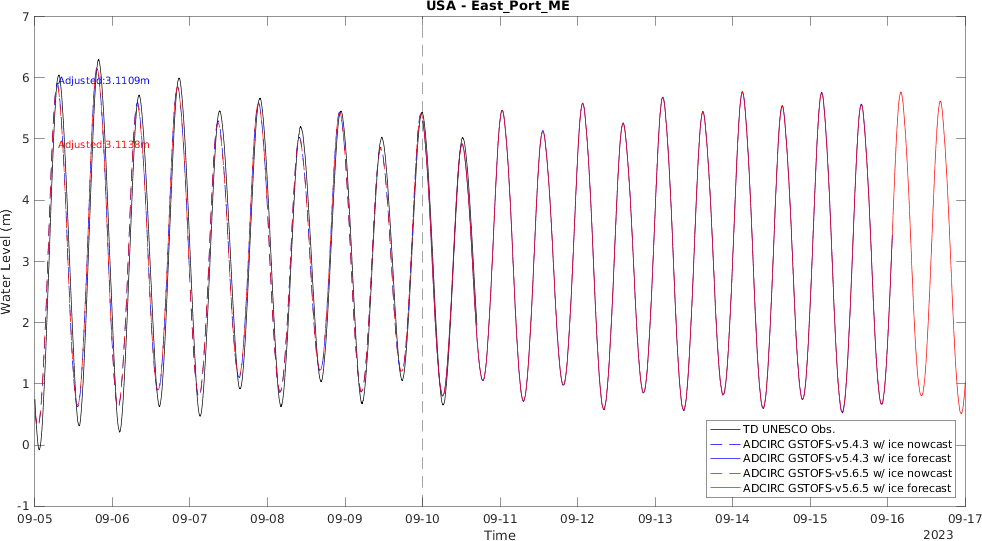 USA - East_Port_ME
7
6
5
4
3
2
1
0
-1
Water Level (m)
Adjusted:3.1109m
Adjusted:3.1138m
TD UNESCO Obs.
ADCIRC GSTOFS-v5.4.3 w/ ice nowcast
ADCIRC GSTOFS-v5.4.3 w/ ice forecast
ADCIRC GSTOFS-v5.6.5 w/ ice nowcast
ADCIRC GSTOFS-v5.6.5 w/ ice forecast
09-05 09-06 09-07 09-08 09-09 09-10 09-11 09-12 09-13 09-14 09-15 09-16 09-17
Time
2023